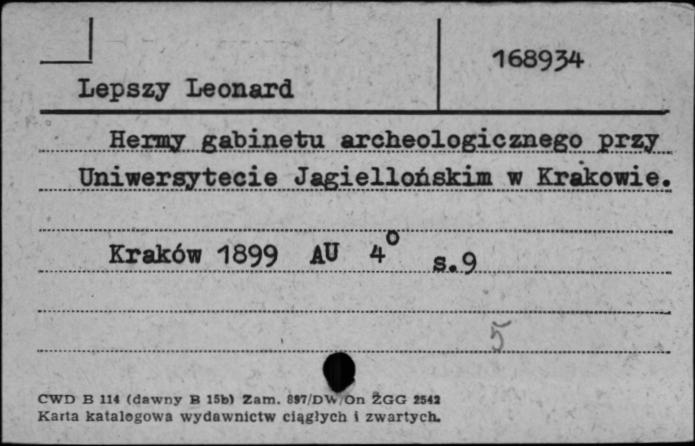 168934
Lepszy Leonard
Hermy gabinetu archeologicznego przy
Uniwersytecie Jagiellońskim w Krakowie.
Kraków 1899 AU 4° s.9
5
CWD B 114 (dawny B 15b) Zam. 897/DW/On ŻGG 2542
Karta katalogowa wydawnictw ciągłych i zwartych.